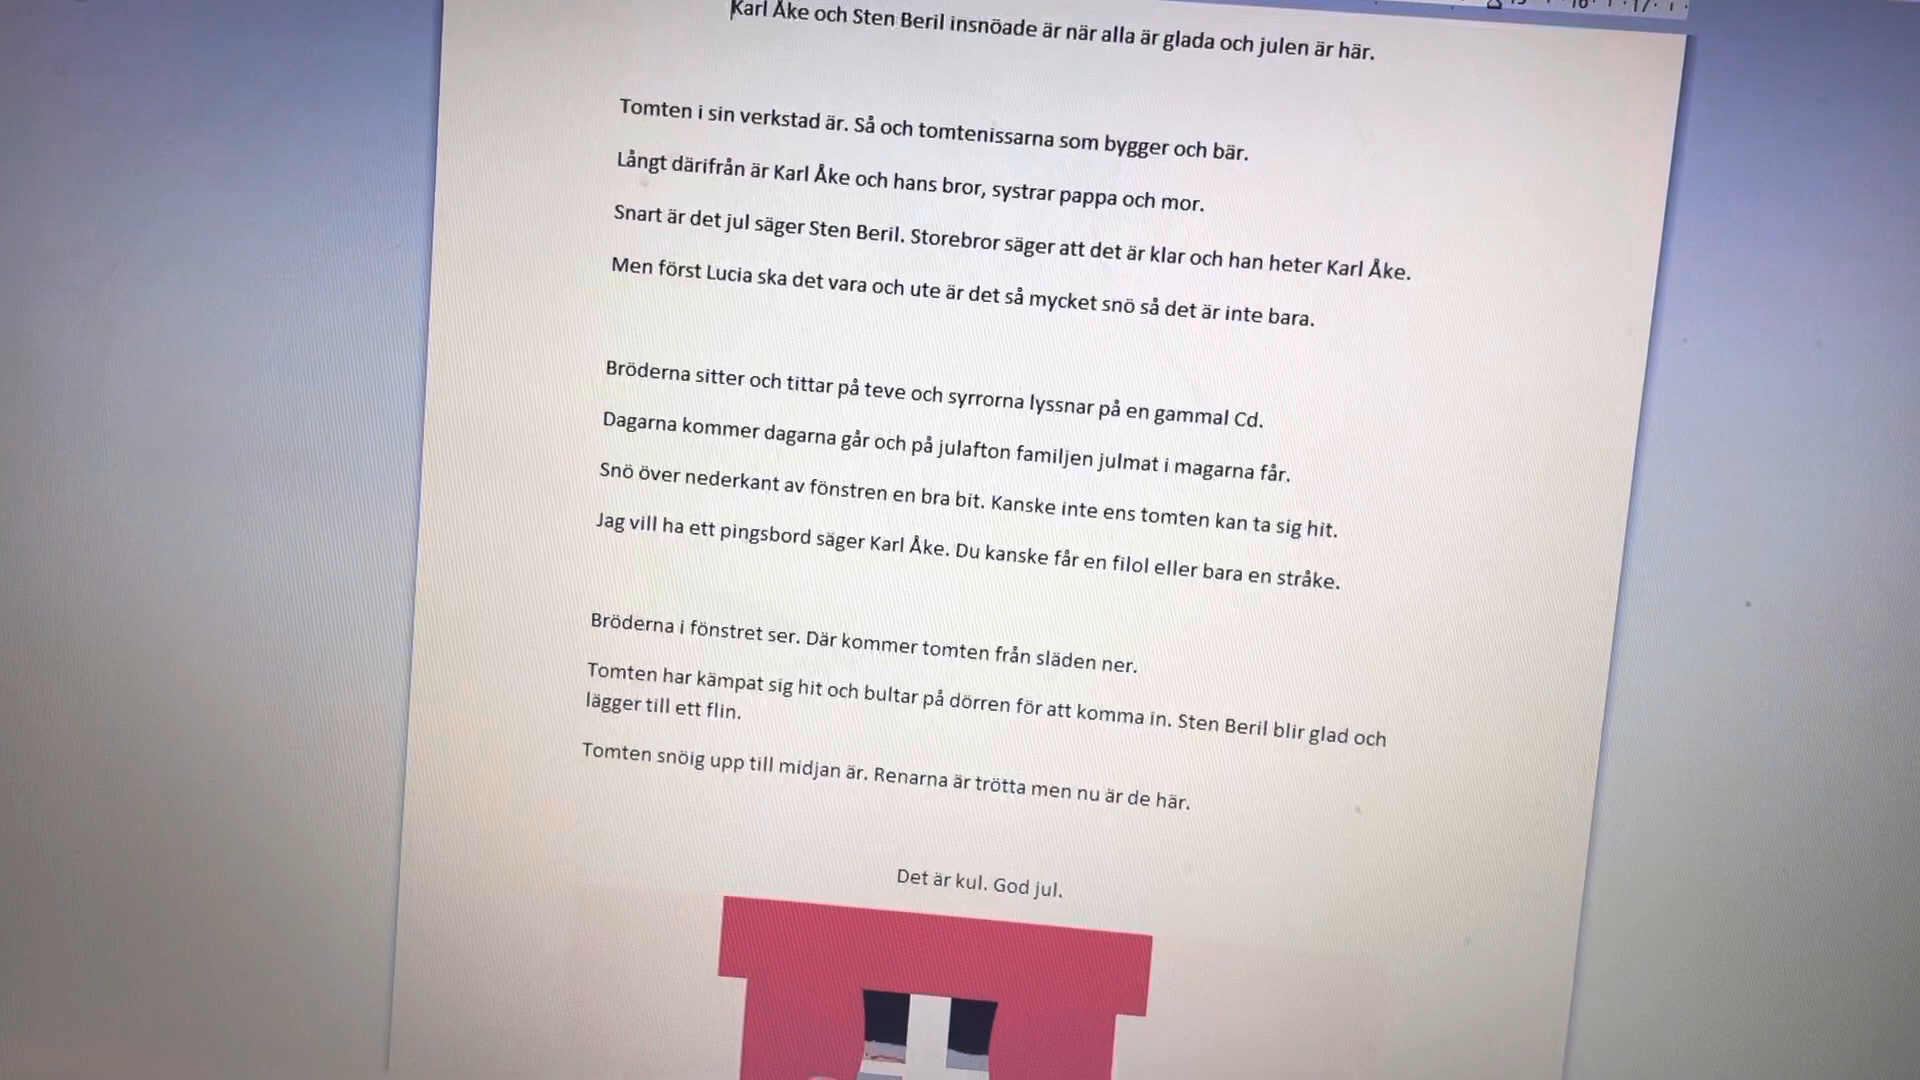 Karl Åke och Sten Beril insnöade är när alla är glada och julen är här.
Tomten i sin verkstad är. Så och tomtenissarna som bygger och bär.
Långt därifrån är Karl Åke och hans bror, systrar pappa och mor.
Snart är det jul säger Sten Beril. Storebror säger att det är klar och han heter Karl Åke.
Men först Lucia ska det vara och ute är det så mycket snö så det är inte bara.
Bröderna sitter och tittar på teve och syrrorna lyssnar på en gammal Cd.
Dagarna kommer dagarna går och på julafton familjen julmat i magarna får.
Snö över nederkant av fönstren en bra bit. Kanske inte ens tomten kan ta sig hit.
Jag vill ha ett pingsbord säger Karl Åke. Du kanske får en filol eller bara en stråke.
Bröderna i fönstret ser. Där kommer tomten från släden ner.
Tomten har kämpat sig hit och bultar på dörren för att komma in. Sten Beril blir glad och
lägger till ett flin.
Tomten snöig upp till midjan är. Renarna är trötta men nu är de här.
Det är kul. God jul.